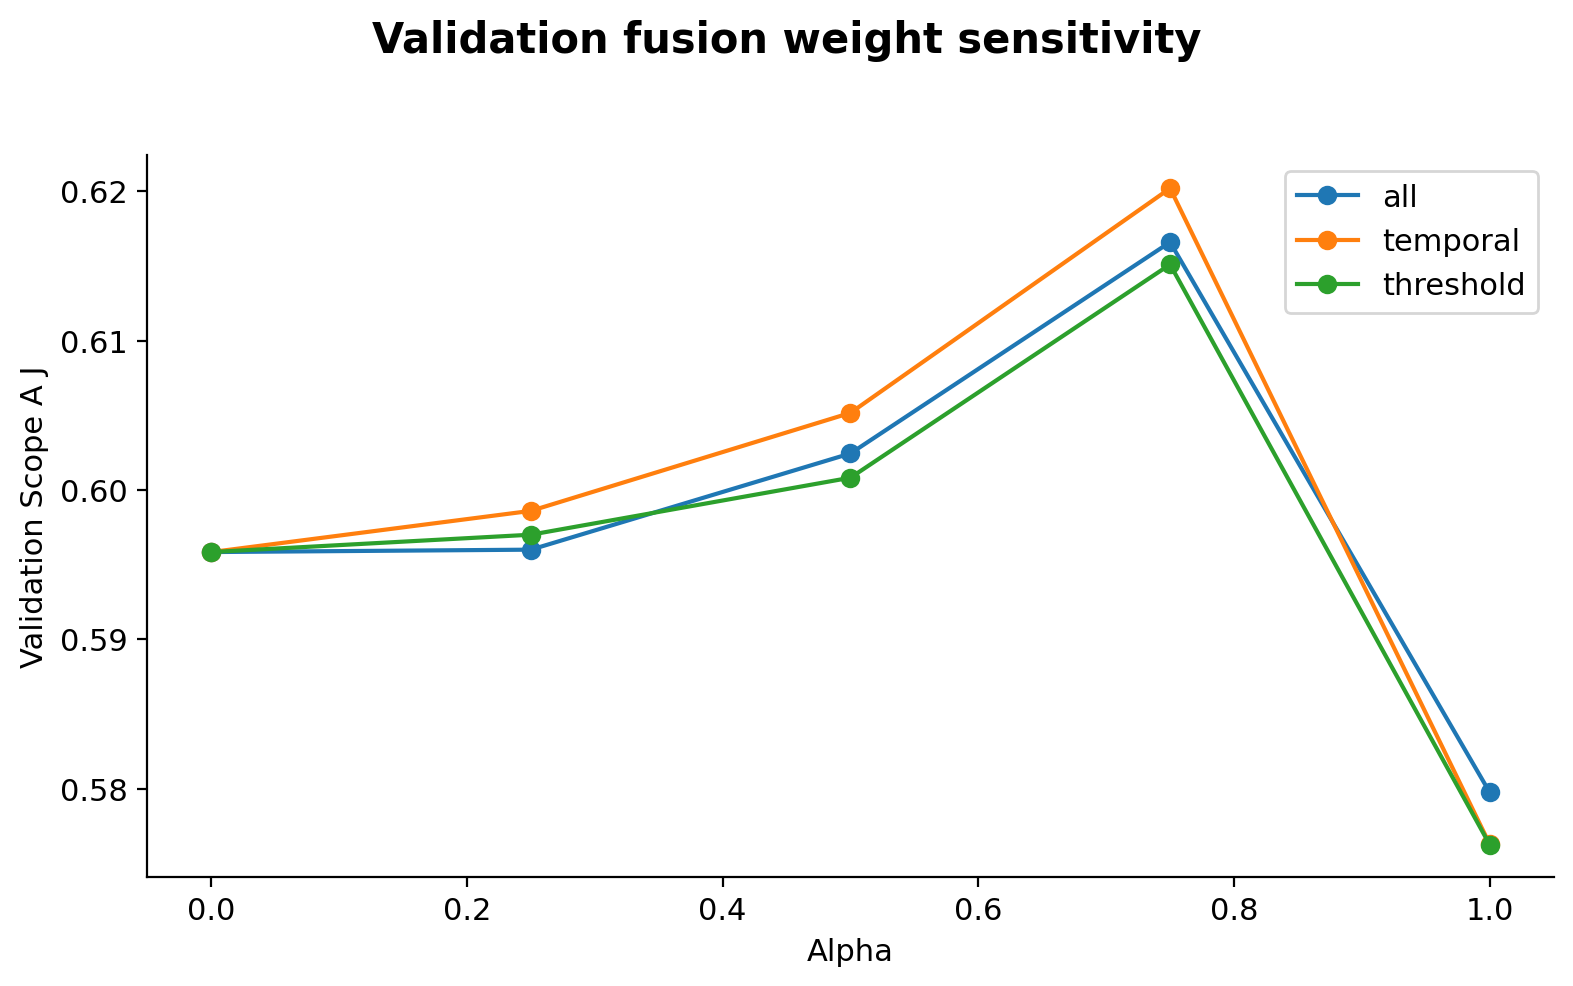 Validation fusion weight sensitivity
all
temporal
threshold
Validation Scope A J
0.62
0.61
0.60
0.59
0.58
0.0 0.2 0.4 0.6 0.8 1.0
Alpha